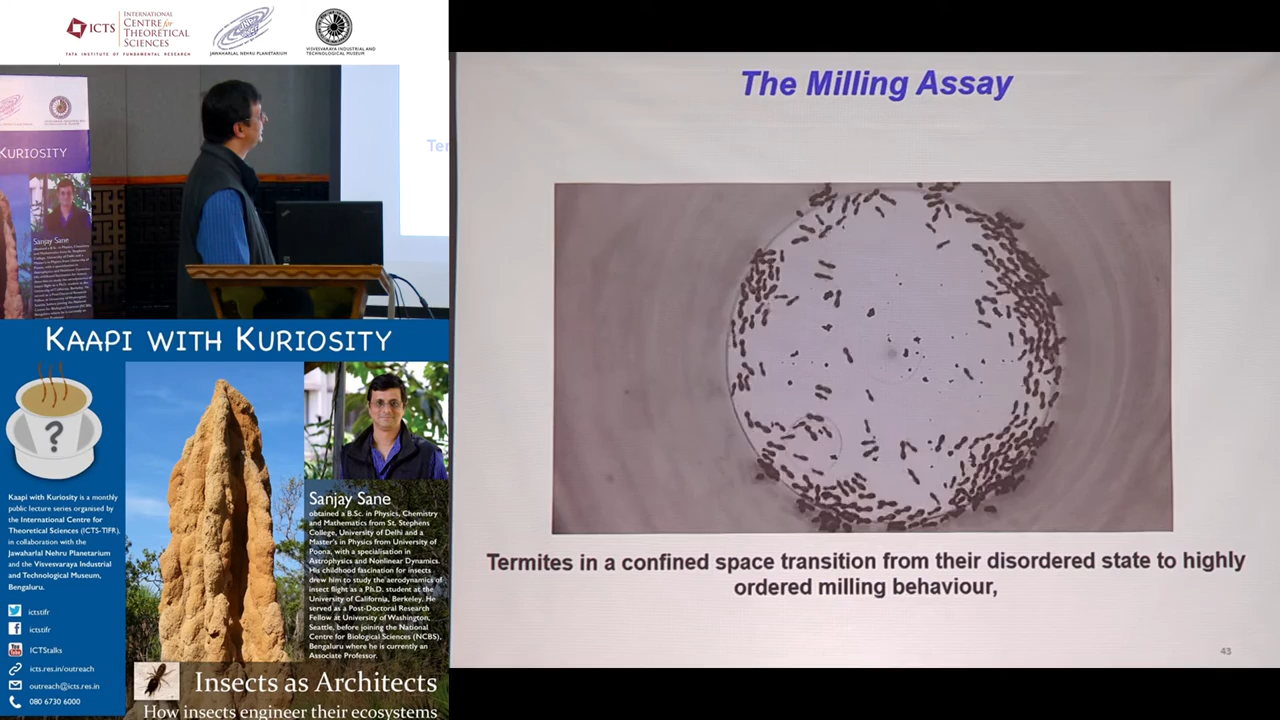 ICTS
INTERNATIONAL
CENTRE for
THEORETICAL
SCIENCES
TATA INSTITUTE OF FUNDAMENTAL RESEARCH
JAWAHARLAL NEHRU PLANETARIUM
VISVESVARAYA INDUSTRIAL AND
TECHNOLOGICAL MUSEUM
KURIOSITY
Sanjay Sane
Ter
KAAPI WITH KURIOSITY
?
Kaapi with Kuriosity is a monthly
public lecture series organised by
the International Centre for
Theoretical Sciences (ICTS-TIFR),
in collaboration with the
Jawaharlal Nehru Planetarium
and the Visvesvaraya Industrial
and Technological Museum,
Bengaluru.
ictstifr
ictstifr
ICTStalks
icts.res.in/outreach
outreach@icts.res.in
080 6730 6000
Sanjay Sane
obtained a B.Sc. in Physics, Chemistry
and Mathematics from St. Stephens
College, University of Delhi and a
Master's in Physics from University of
Poona, with a specialisation in
Astrophysics and Nonlinear Dynamics.
His childhood fascination for insects
drew him to study the aerodynamics of
insect flight as a Ph.D. student at the
University of California, Berkeley. He
served as a Post-Doctoral Research
Fellow at University of Washington,
Seattle, before joining the National
Centre for Biological Sciences (NCBS),
Bengaluru where he is currently an
Associate Professor.
Insects as Architects
How insects engineer their ecosystems
The Milling Assay
Termites in a confined space transition from their disordered state to highly
ordered milling behaviour,
43